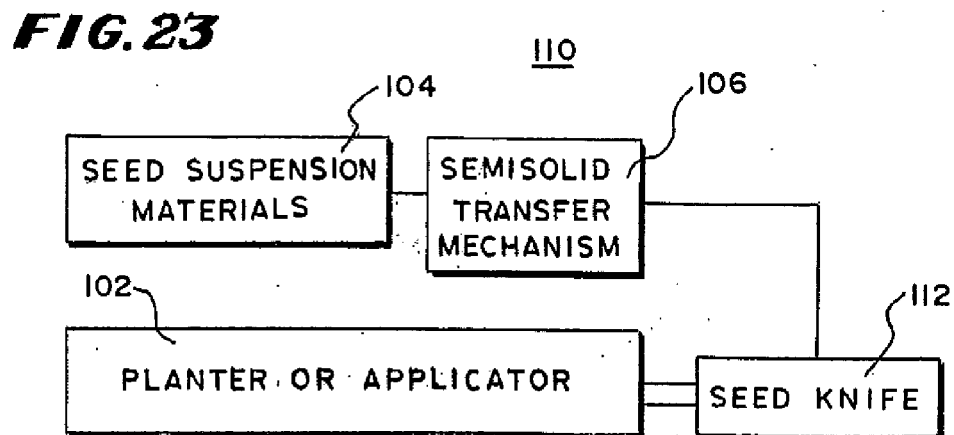 FIG. 23
110
104
106
SEED SUSPENSION
MATERIALS
SEMISOLID
TRANSFER
MECHANISM
102
112
PLANTER OR APPLICATOR
SEED KNIFE